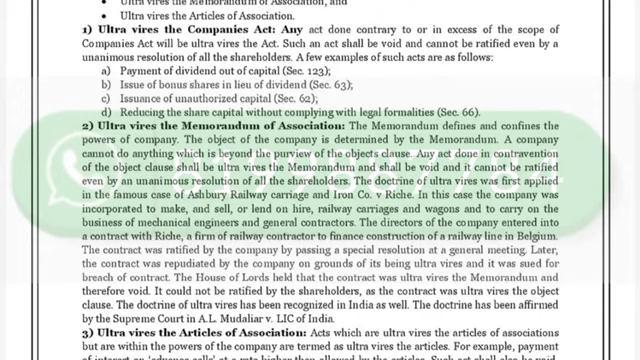 • Ultra vires the Memorandum of Association, and
• Ultra vires the Articles of Association.
1) Ultra vires the Companies Act: Any act done contrary to or in excess of the scope of
Companies Act will be ultra vires the Act. Such an act shall be void and cannot be ratified even by a
unanimous resolution of all the shareholders. A few examples of such acts are as follows:
a) Payment of dividend out of capital (Sec. 123);
b) Issue of bonus shares in lieu of dividend (Sec. 63);
c) Issuance of unauthorized capital (Sec. 62);
d) Reducing the share capital without complying with legal formalities (Sec. 66).
2) Ultra vires the Memorandum of Association: The Memorandum defines and confines the
powers of company. The object of the company is determined by the Memorandum. A company
cannot do anything which is beyond the purview of the objects clause. Any act done in contravention
of the object clause shall be ultra vires the Memorandum and shall be void and it cannot be ratified
even by an unanimous resolution of all the shareholders. The doctrine of ultra vires was first applied
in the famous case of Ashbury Railway carriage and Iron Co. v Riche. In this case the company was
incorporated to make, and sell, or lend on hire, railway carriages and wagons and to carry on the
business of mechanical engineers and general contractors. The directors of the company entered into
a contract with Riche, a firm of railway contractor to finance construction of a railway line in Belgium.
The contract was ratified by the company by passing a special resolution at a general meeting. Later,
the contract was repudiated by the company on grounds of its being ultra vires and it was sued for
breach of contract. The House of Lords held that the contract was ultra vires the Memorandum and
therefore void. It could not be ratified by the shareholders, as the contract was ultra vires the object
clause. The doctrine of ultra vires has been recognized in India as well. The doctrine has been affirmed
by the Supreme Court in A.L. Mudaliar v. LIC of India.
3) Ultra vires the Articles of Association: Acts which are ultra vires the articles of associations
but are within the powers of the company are termed as ultra vires the articles. For example, payment
of interest on 'advance calls' at a rate higher then allowed by the articles. Such act shall also be void